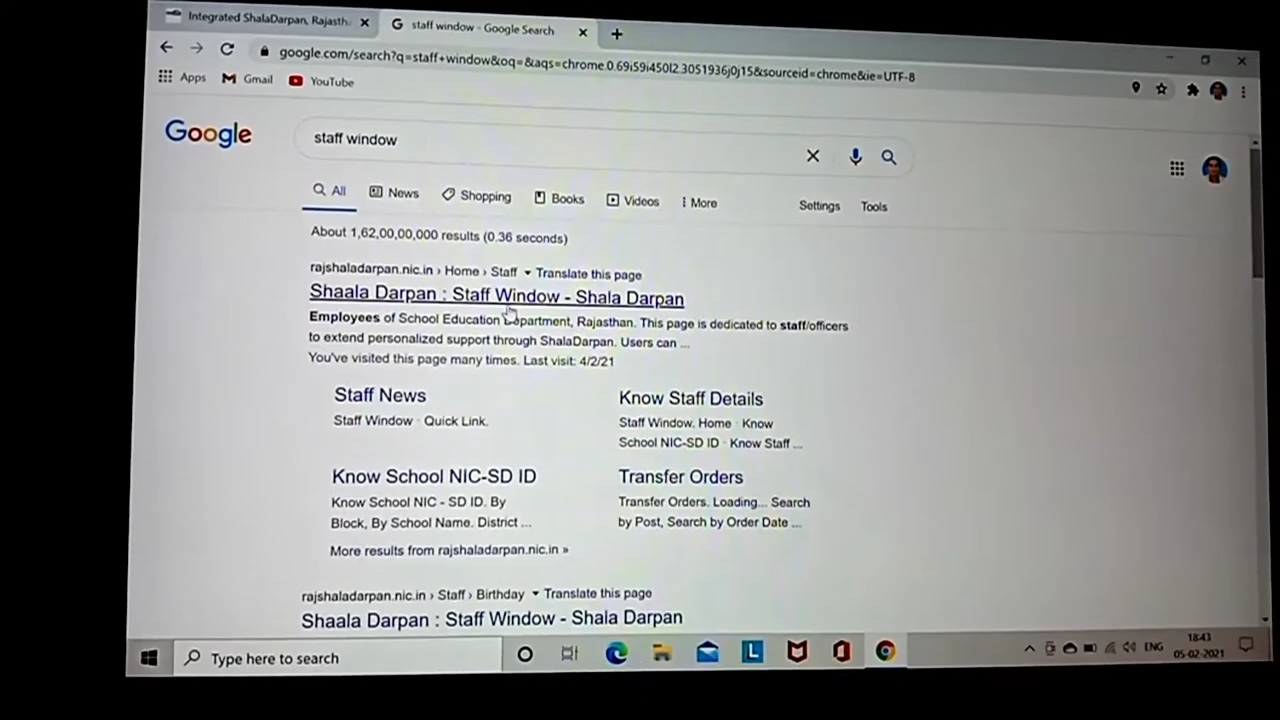 Integrated ShalaDarpan, Rajasth
staff window - Google Search
google.com/search?q=staff+window&oq=&aqs=chrome.0.69i59i450l2.3051936j0j15&sourceid=chrome&ie=UTF-8
Apps Gmail YouTube
Google
staff window
All News Shopping Books Videos More Settings Tools
About 1,62,00,00,000 results (0.36 seconds)
rajshaladarpan.nic.in › Home › Staff Translate this page
Shaala Darpan : Staff Window - Shala Darpan
Employees of School Education Department, Rajasthan. This page is dedicated to staff/officers
to extend personalized support through ShalaDarpan. Users can ...
You've visited this page many times. Last visit: 4/2/21
Staff News
Staff Window · Quick Link.
Know Staff Details
Staff Window. Home · Know
School NIC-SD ID · Know Staff ...
Know School NIC-SD ID
Know School NIC - SD ID. By
Block, By School Name. District ...
Transfer Orders
Transfer Orders. Loading... Search
by Post, Search by Order Date ...
More results from rajshaladarpan.nic.in »
rajshaladarpan.nic.in › Staff › Birthday Translate this page
Shaala Darpan : Staff Window - Shala Darpan
Type here to search
L
ENG
18:43
05-02-2021